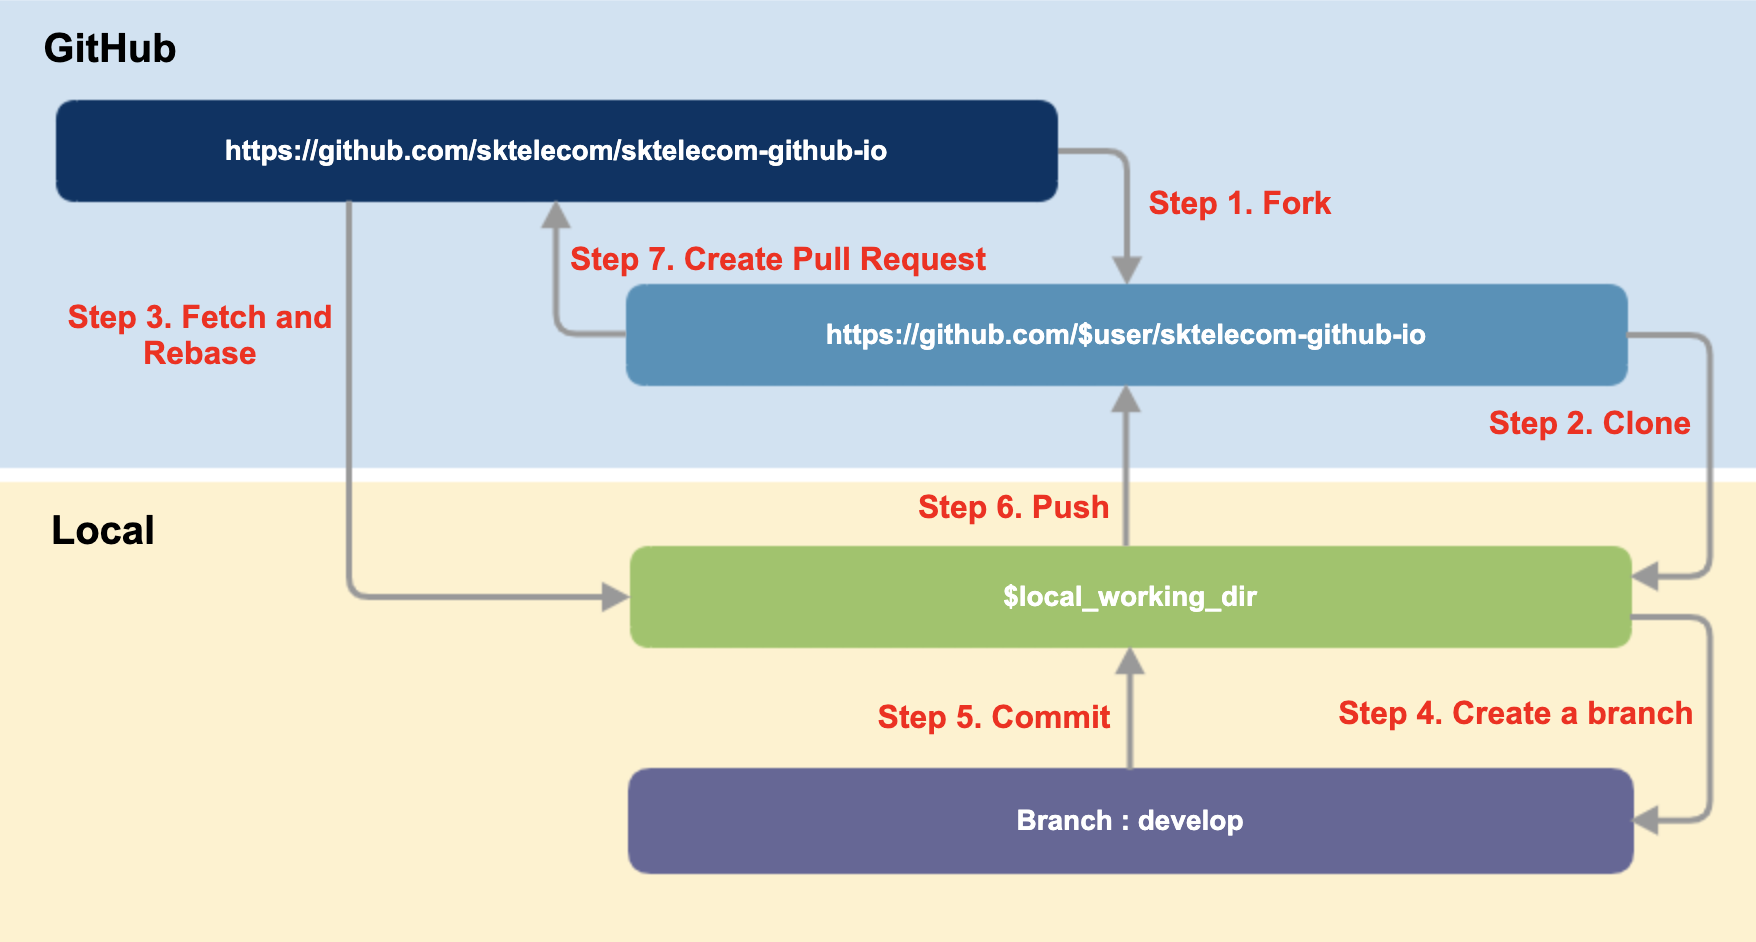 GitHub
https://github.com/sktelecom/sktelecom-github-io
Step 1. Fork
Step 7. Create Pull Request
Step 3. Fetch and
Rebase
https://github.com/$user/sktelecom-github-io
Step 2. Clone
Step 6. Push
Local
$local_working_dir
Step 5. Commit
Step 4. Create a branch
Branch : develop